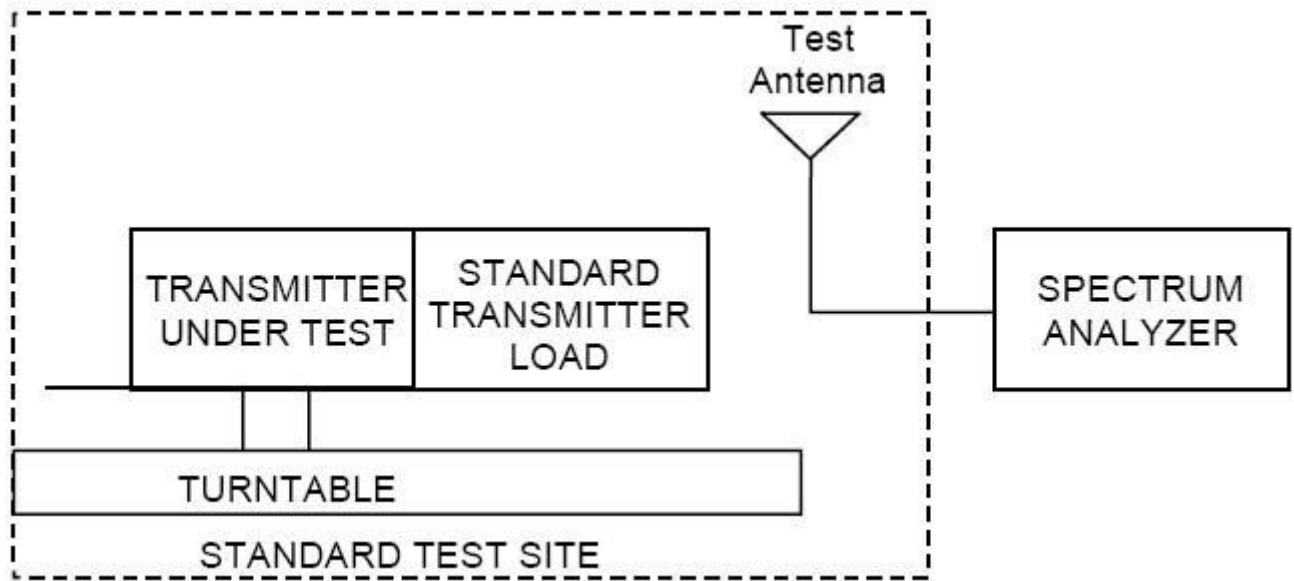 Test
Antenna
TRANSMITTER
UNDER TEST
STANDARD
TRANSMITTER
LOAD
SPECTRUM
ANALYZER
TURNTABLE
STANDARD TEST SITE